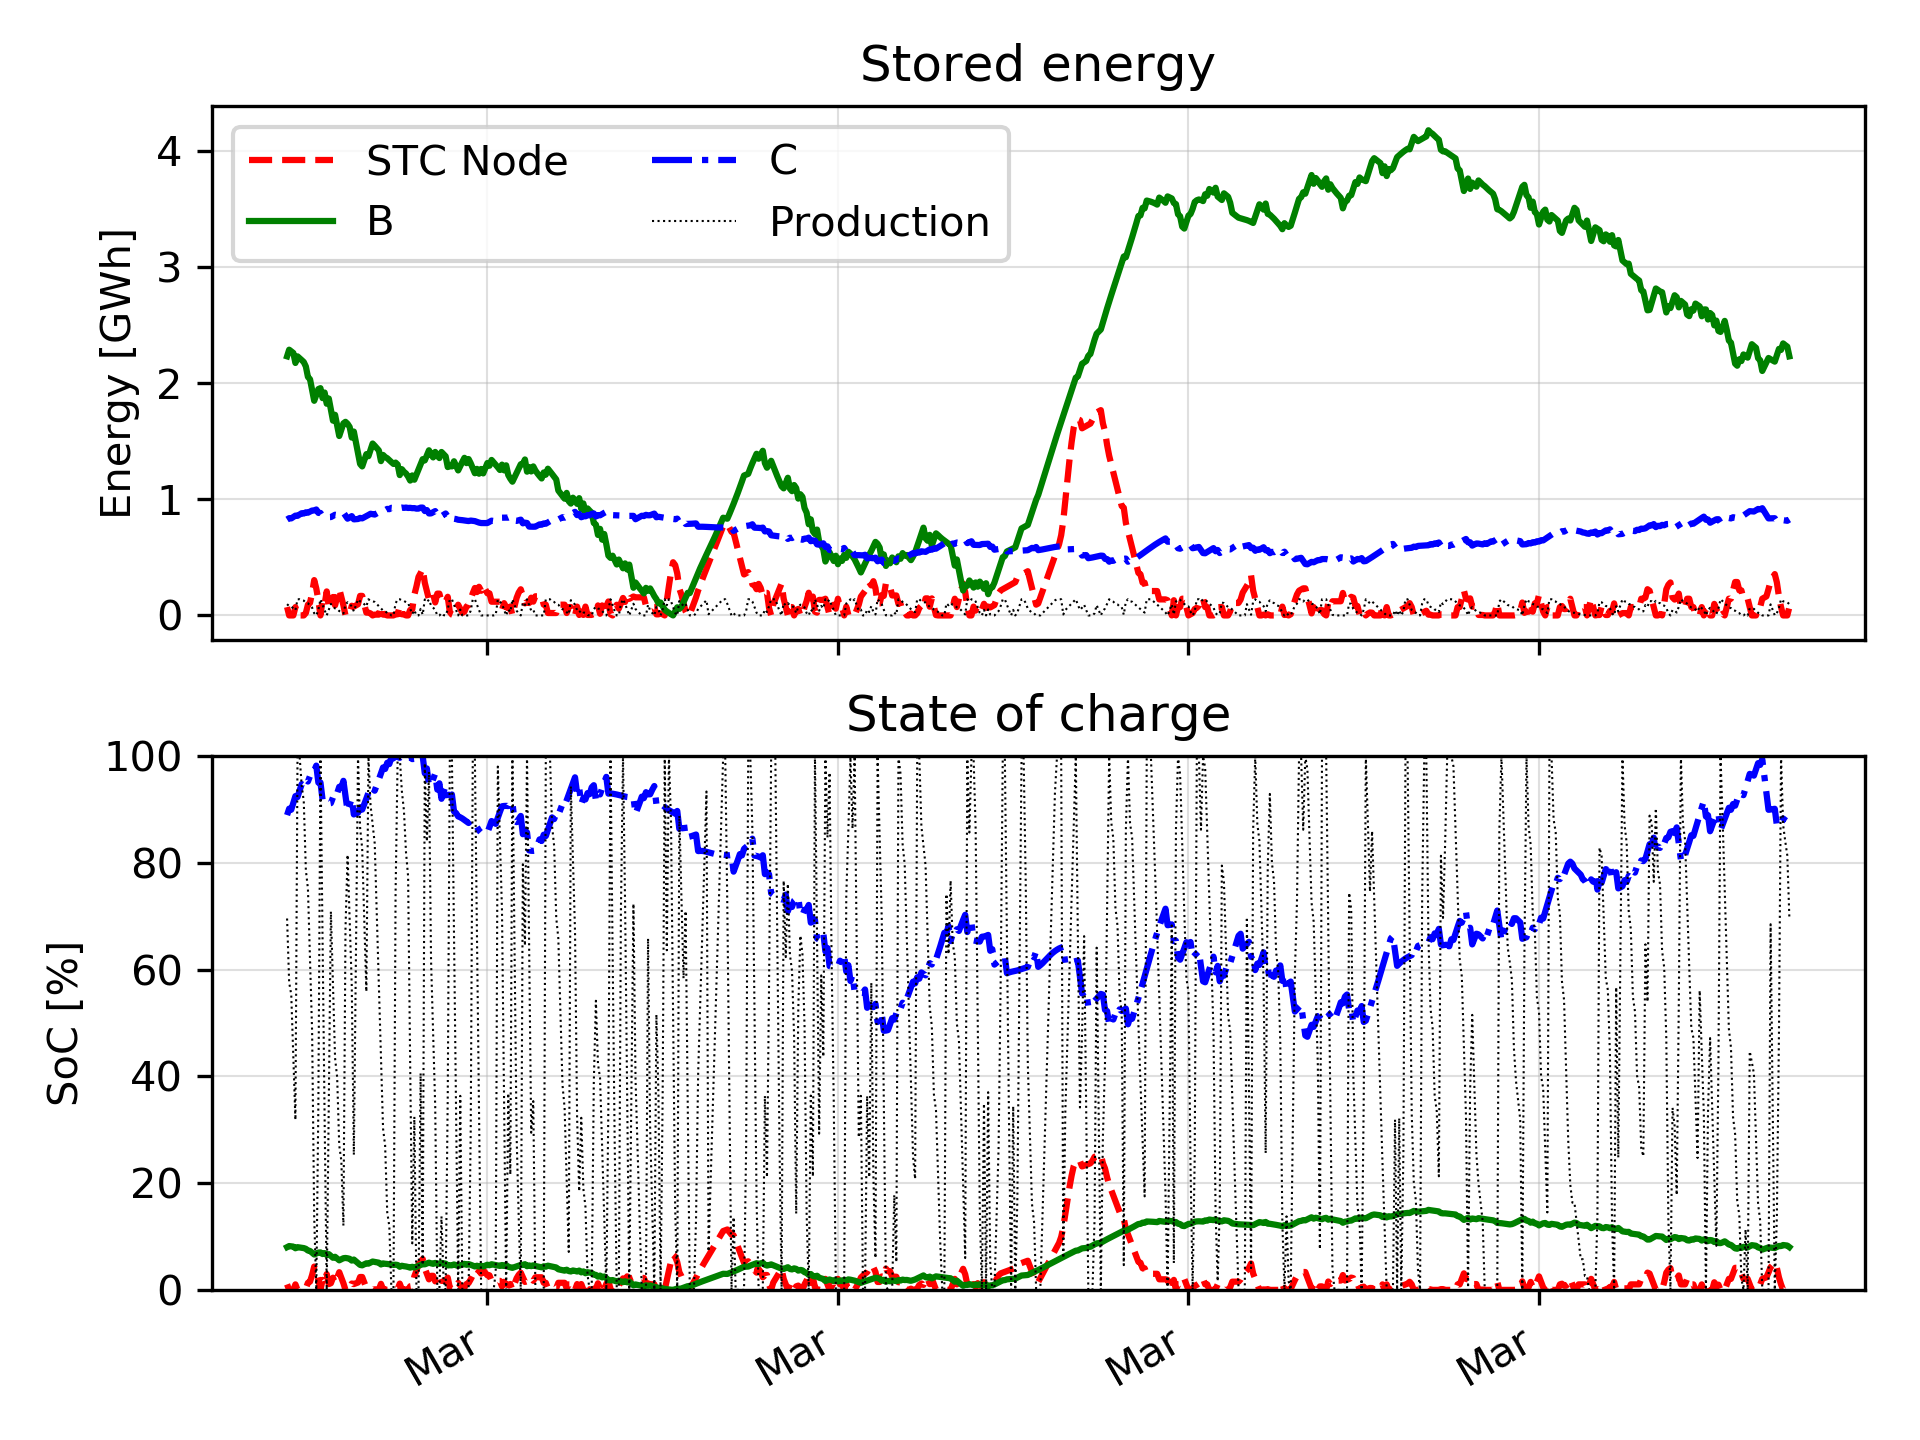 Stored energy
STC Node
B
C
Production
Energy [GWh]
4
3
2
1
0
State of charge
SoC [%]
100
80
60
40
20
0
Mar Mar Mar Mar